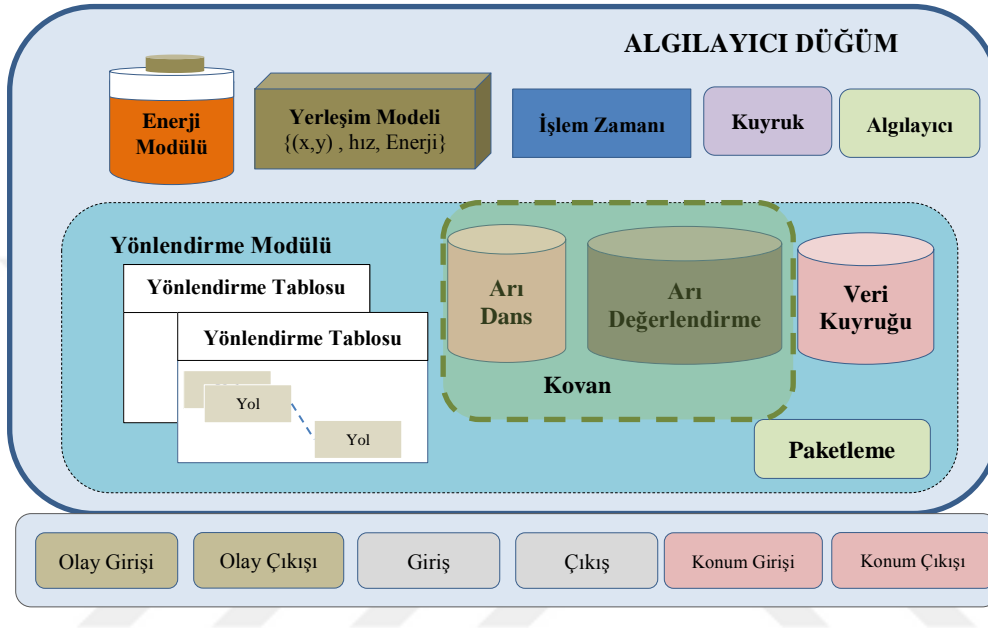 ALGILAYICI DÜĞÜM
Enerji
Modülü
Yerleşim Modeli
{(x,y) , hız, Enerji}
İşlem Zamanı
Kuyruk
Algılayıcı
Yönlendirme Modülü
Yönlendirme Tablosu
Yönlendirme Tablosu
Yol
Yol
Arı
Dans
Arı
Değerlendirme
Kovan
Veri
Kuyruğu
Paketleme
Olay Girişi
Olay Çıkışı
Giriş
Çıkış
Konum Girişi
Konum Çıkışı